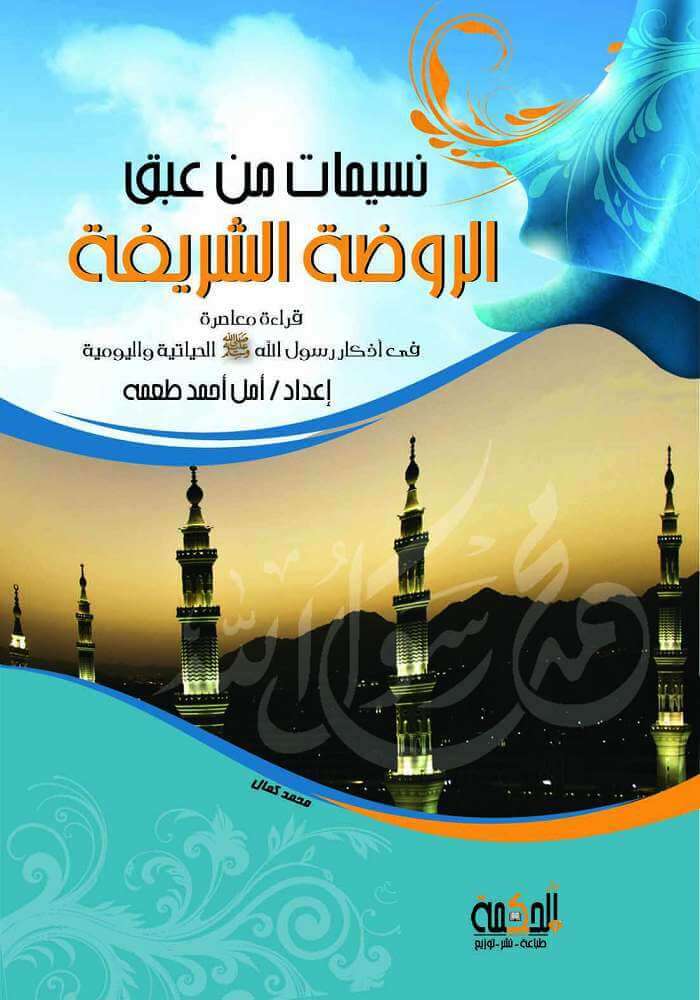 نسيمات من عبق
الروضة الشريفة
قراءة معاصرة
فى أذكار رسول الله ﷺ الحياتية واليومية
إعداد / أمل أحمد طعمه
محمد رسول الله
محمد كمال
الحكمة
طباعة - نشر - توزيع